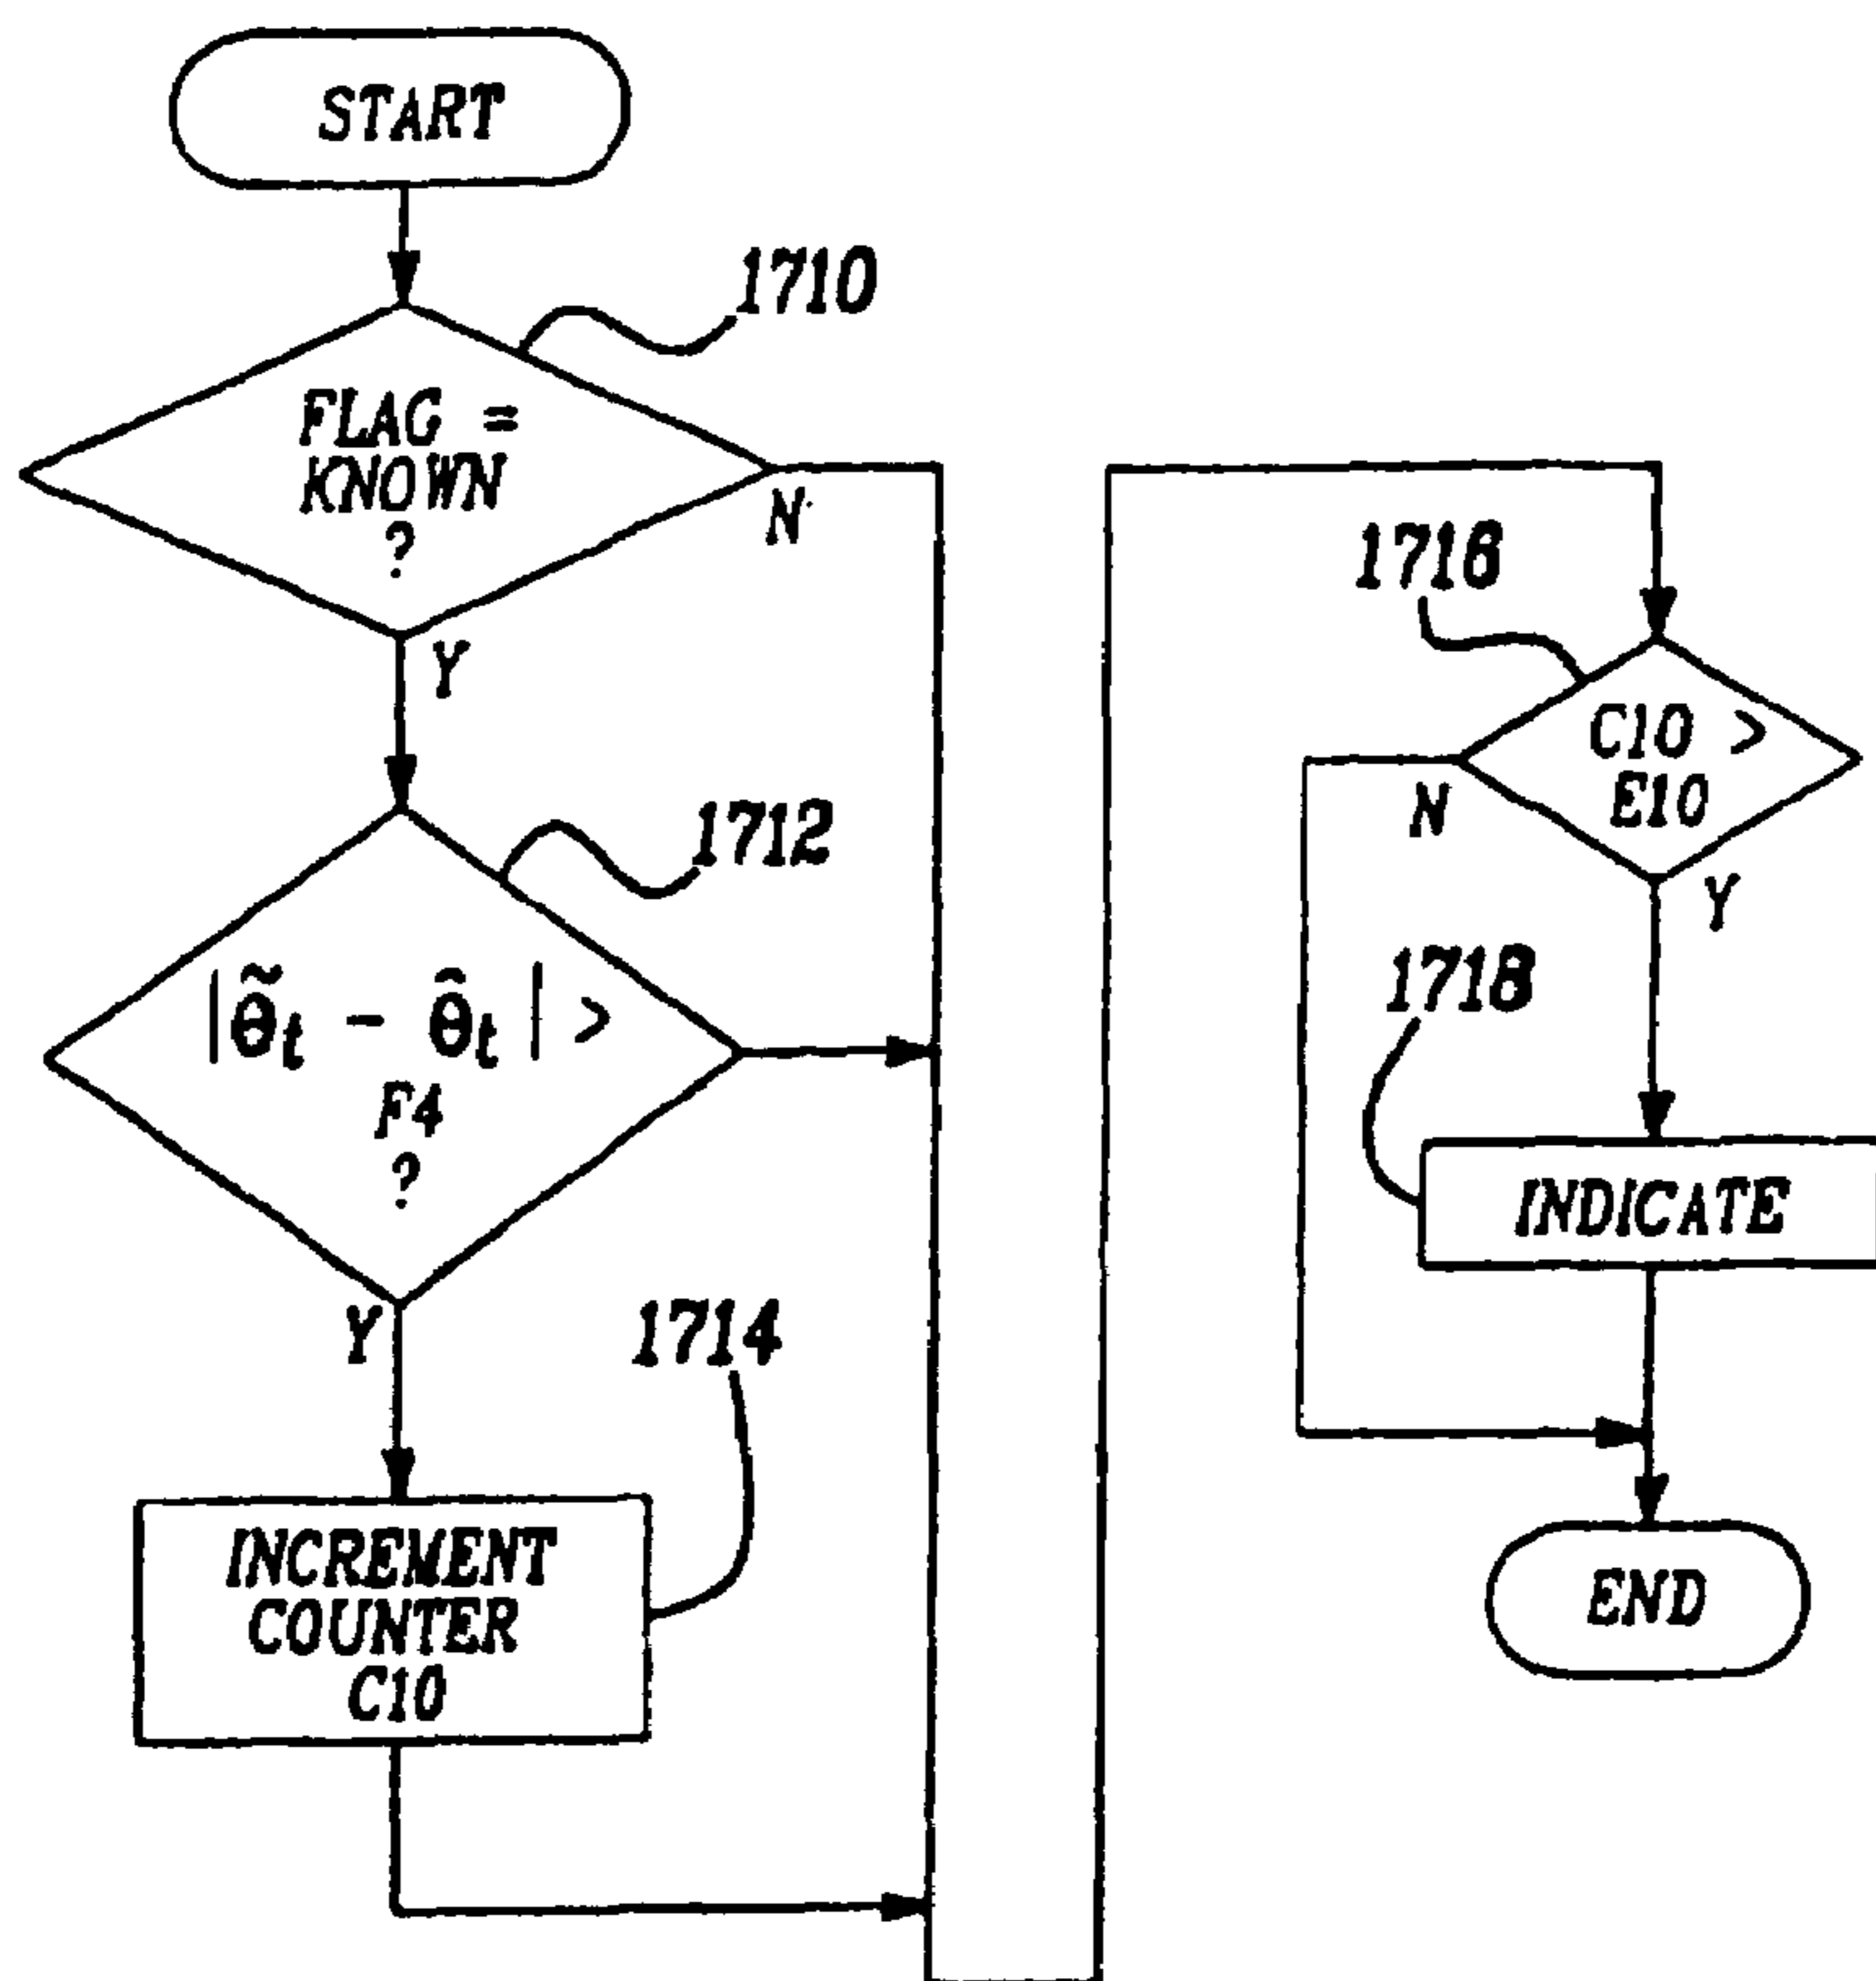 START
1710
FLAG =
KNOWN
?
N
Y
1712
|θ̃t - θ̂t| >
F4
?
Y
1714
INCREMENT
COUNTER
C10
1716
C10 >
E10
N
Y
1718
INDICATE
END